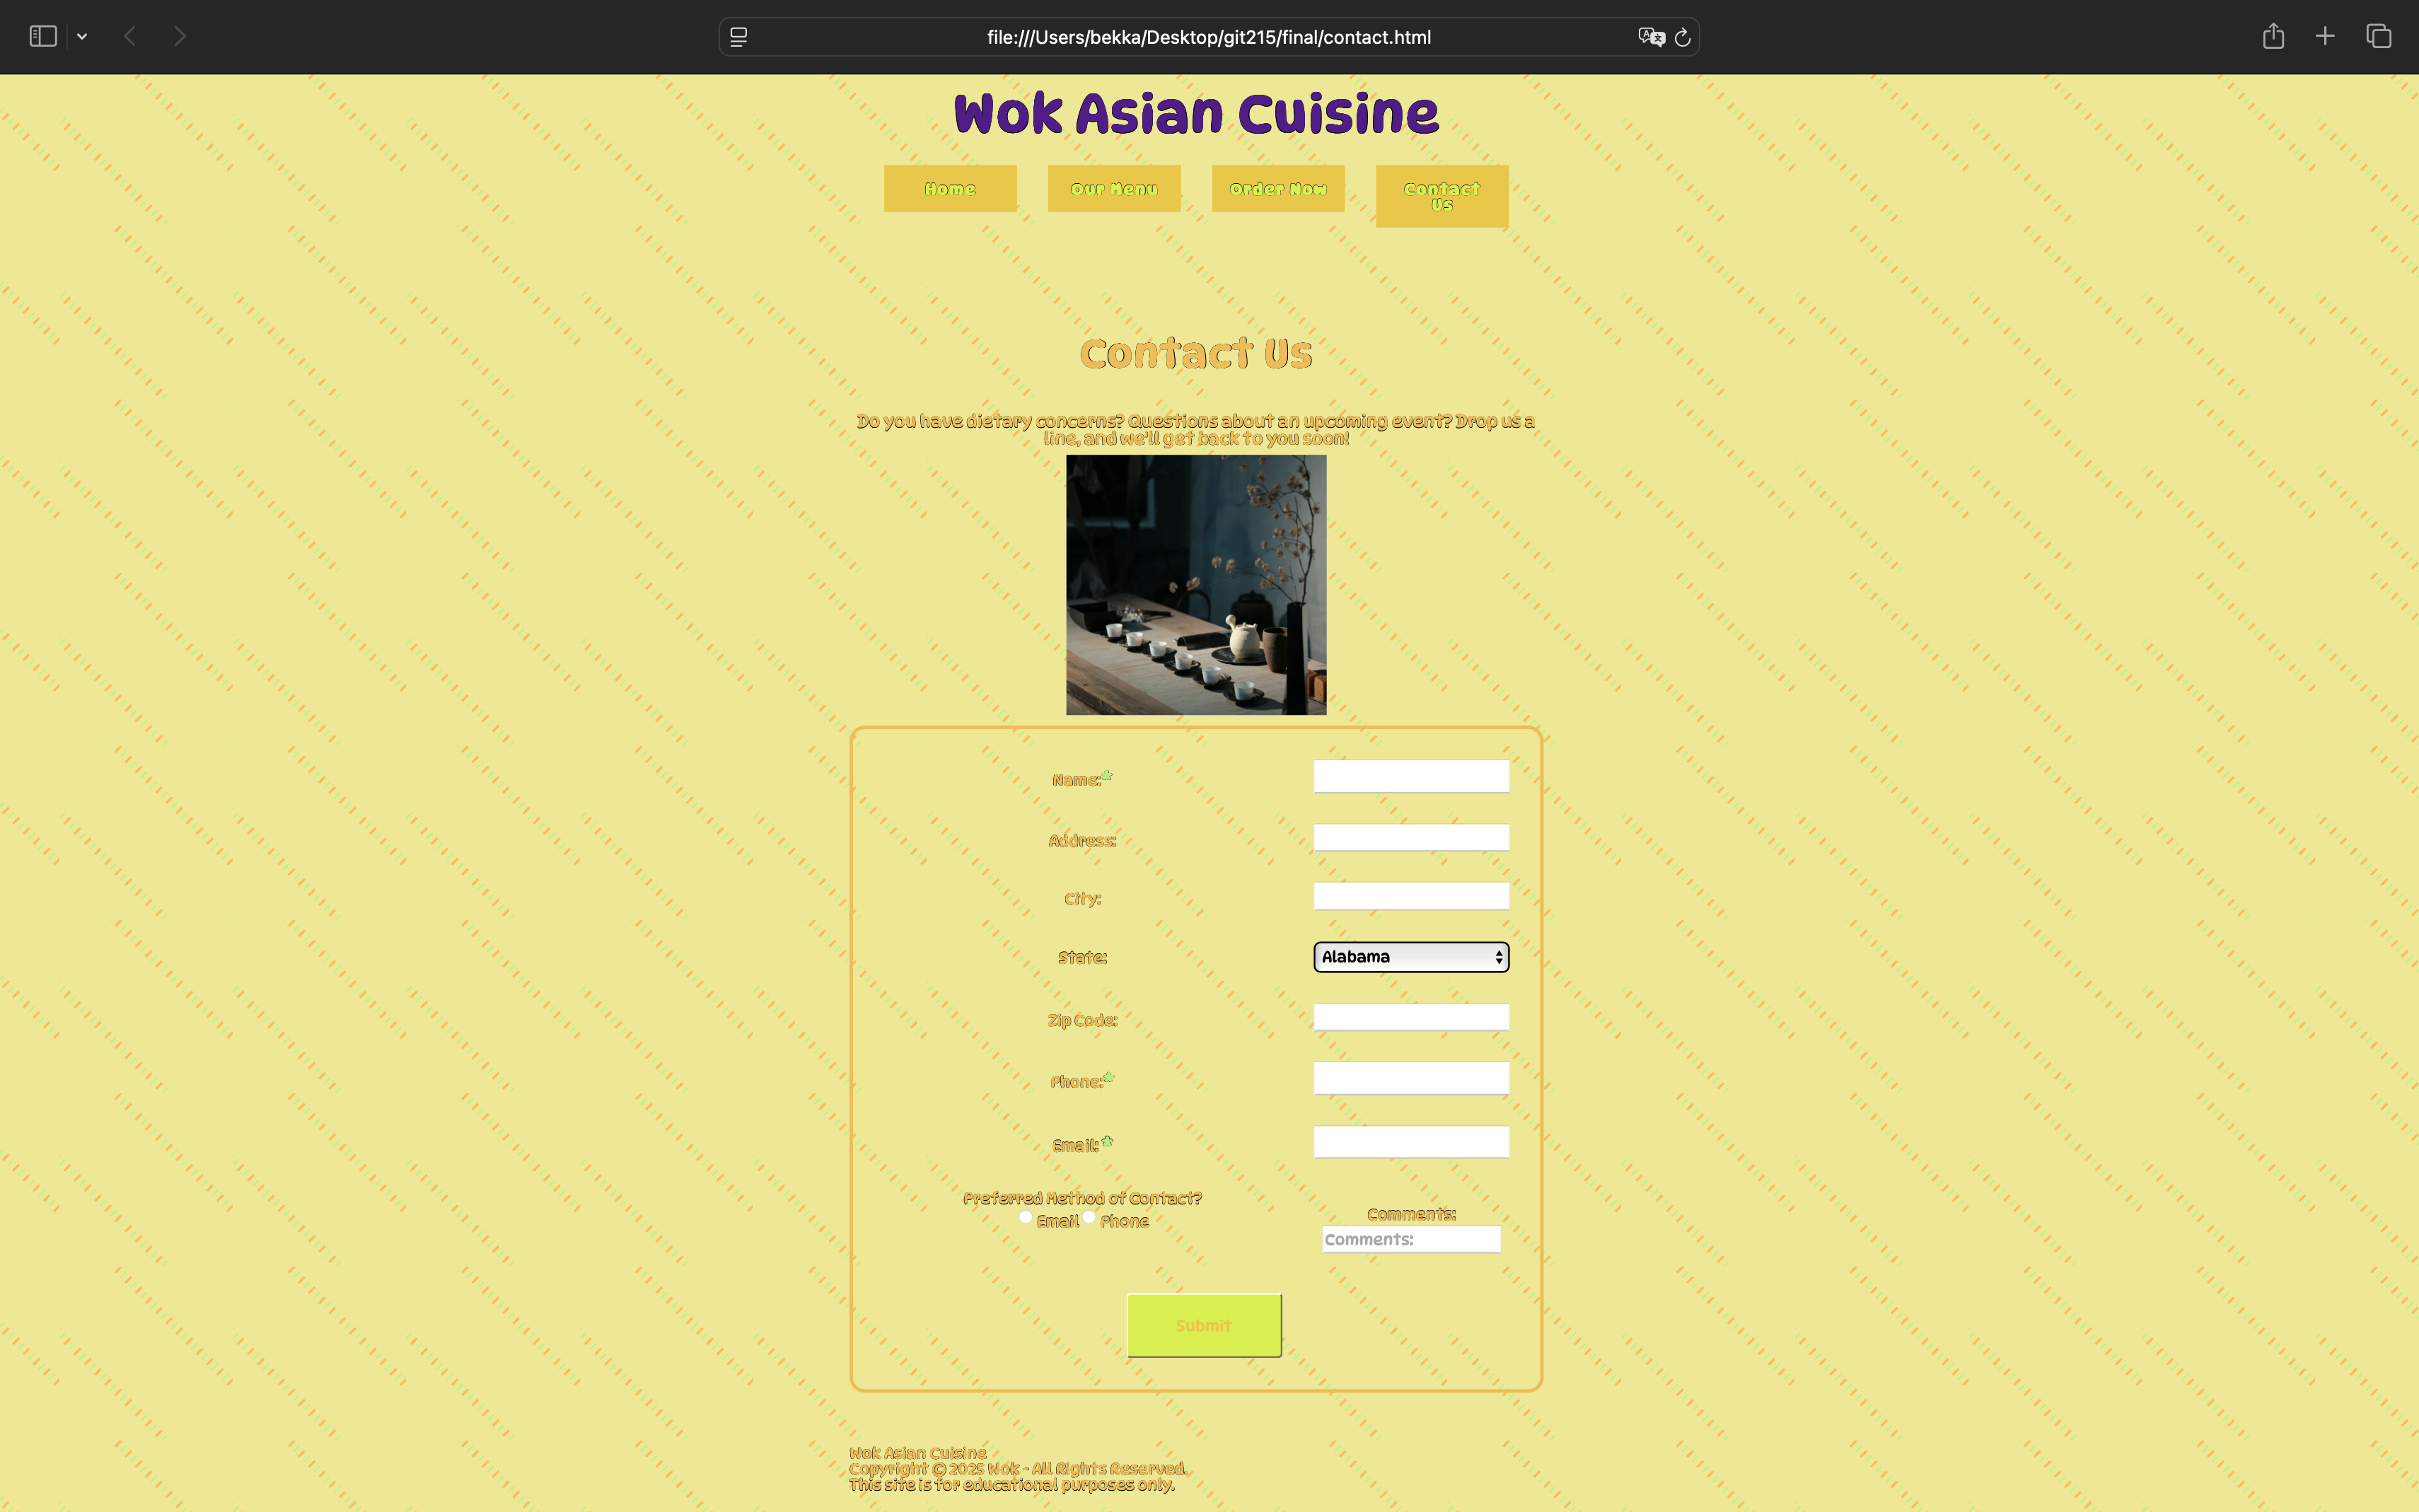 file:///Users/bekka/Desktop/git215/final/contact.html
Wok Asian Cuisine
Home
Our Menu
Order Now
Contact
Us
Contact Us
Do you have dietary concerns? Questions about an upcoming event? Drop us a
line, and we'll get back to you soon!
Name:*
Address:
City:
State:
Alabama
Zip Code:
Phone:*
Email:*
Preferred Method of Contact?
Email Phone
Comments:
Comments:
Submit
Wok Asian Cuisine
Copyright © 2025 Wok - All Rights Reserved.
This site is for educational purposes only.